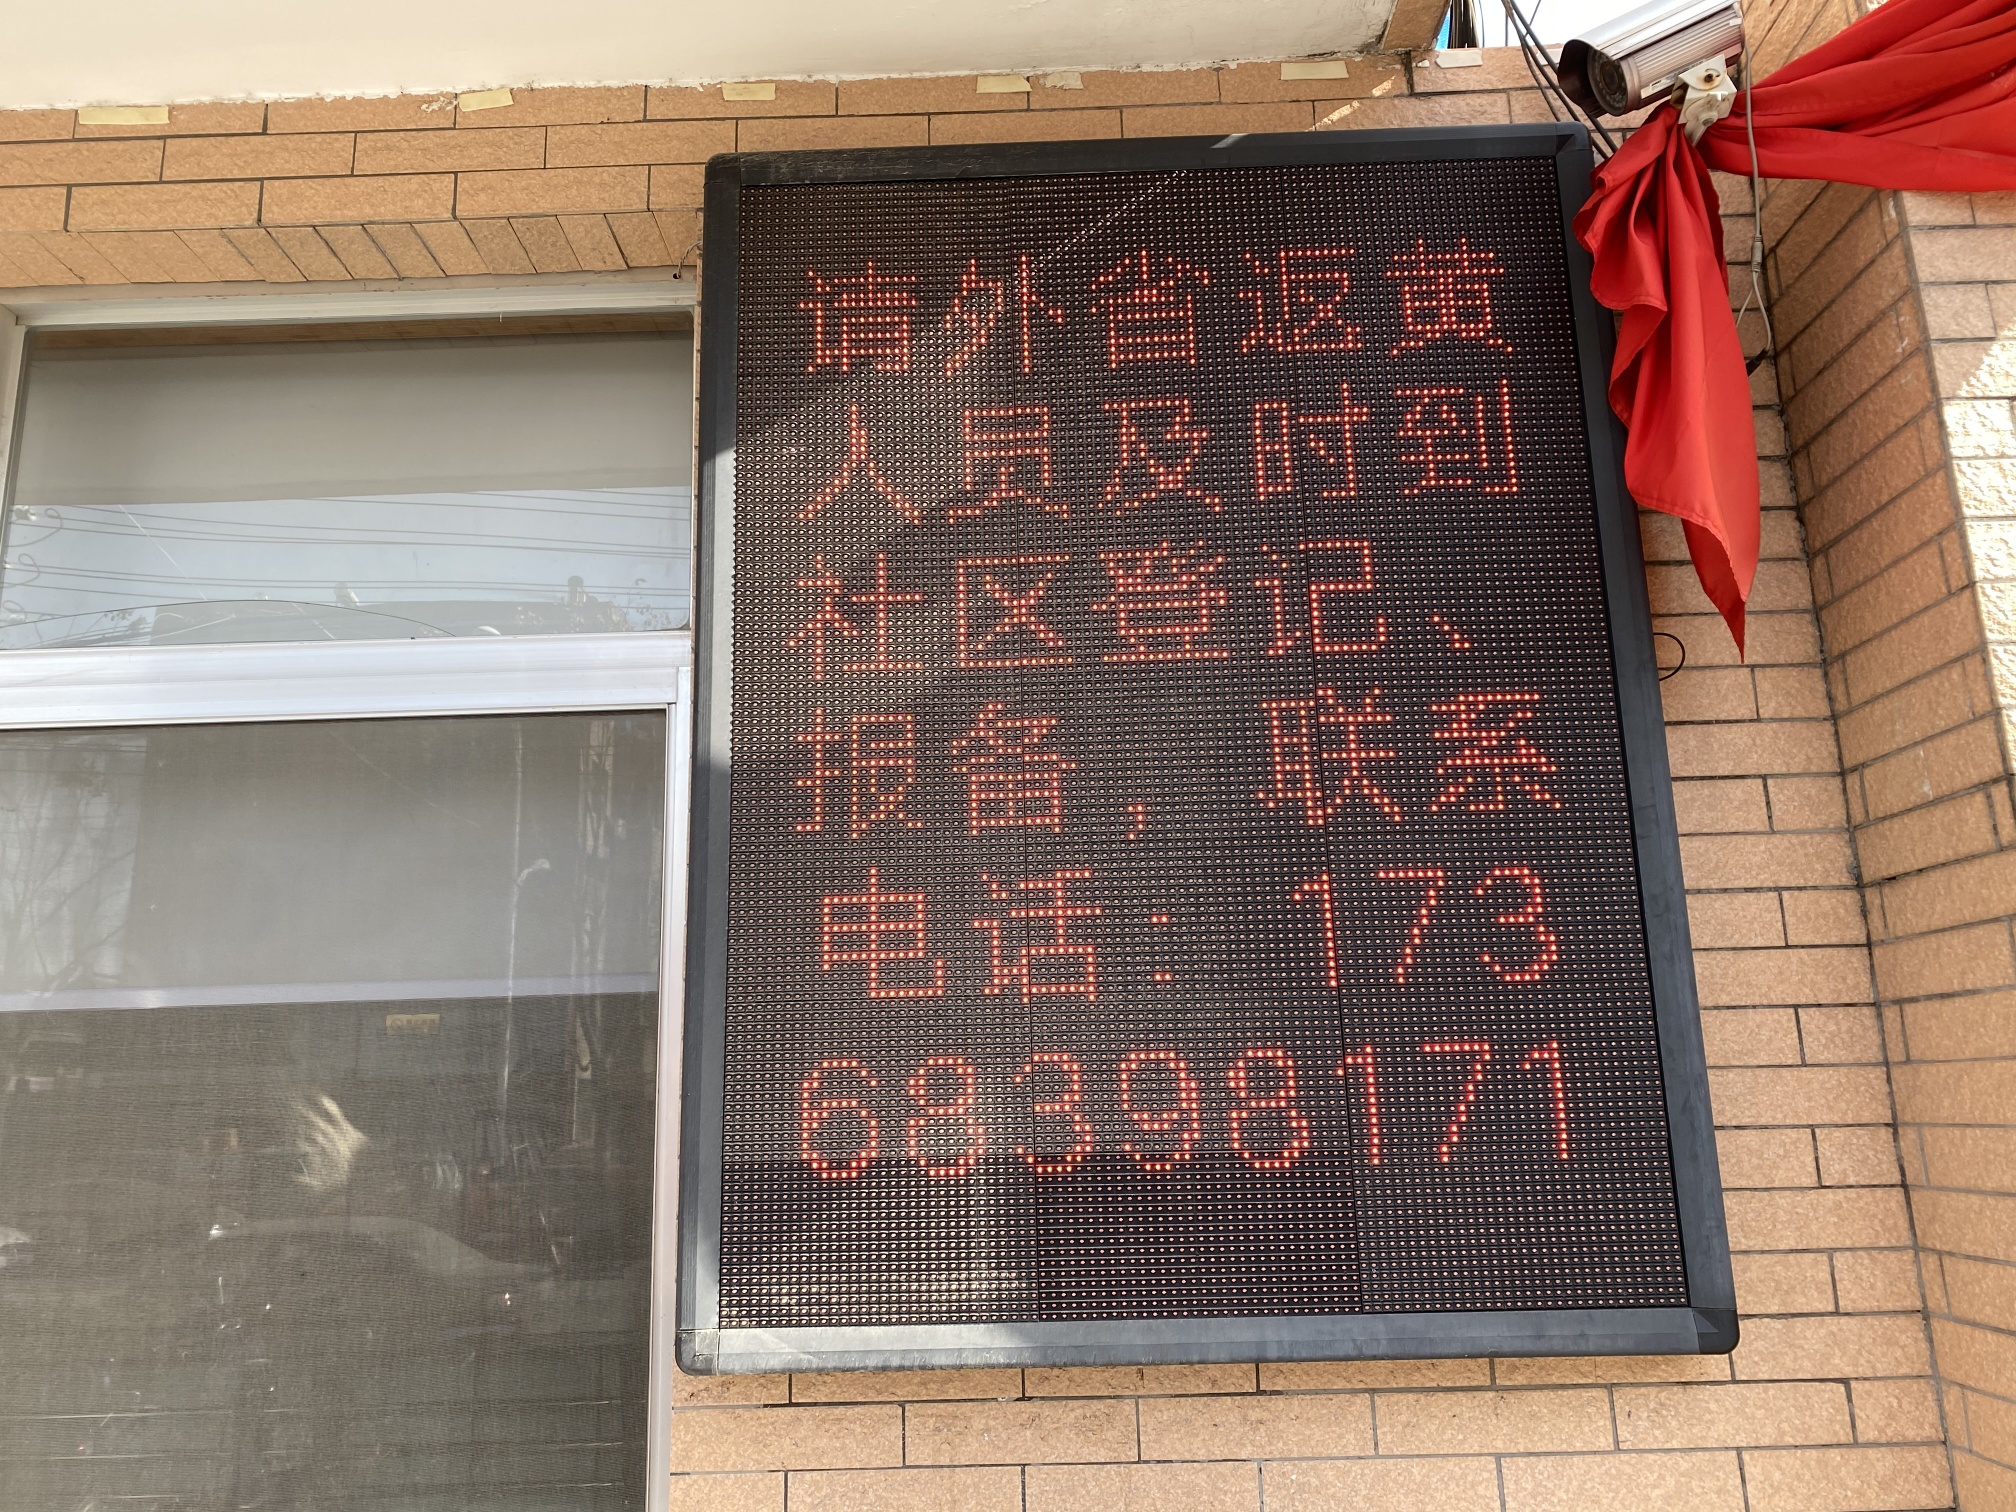 请外省返黄
人员及时到
社区登记、
报备，联系
电话：173
68398171